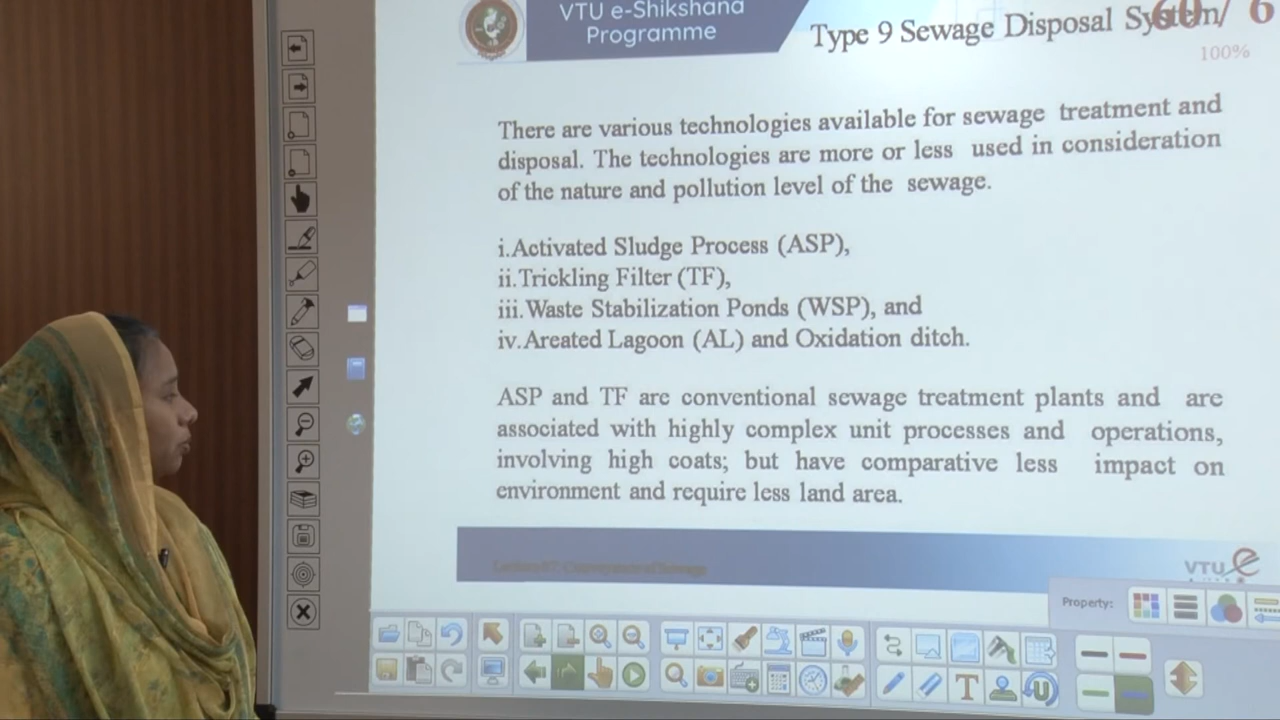 VTU e-Shikshana
Programme
Type 9 Sewage Disposal System
60/ 6
100%
There are various technologies available for sewage treatment and
disposal. The technologies are more or less used in consideration
of the nature and pollution level of the sewage.
i.Activated Sludge Process (ASP),
ii.Trickling Filter (TF),
iii.Waste Stabilization Ponds (WSP), and
iv.Areated Lagoon (AL) and Oxidation ditch.
ASP and TF are conventional sewage treatment plants and are
associated with highly complex unit processes and operations,
involving high coats; but have comparative less impact on
environment and require less land area.
VTU
Property: